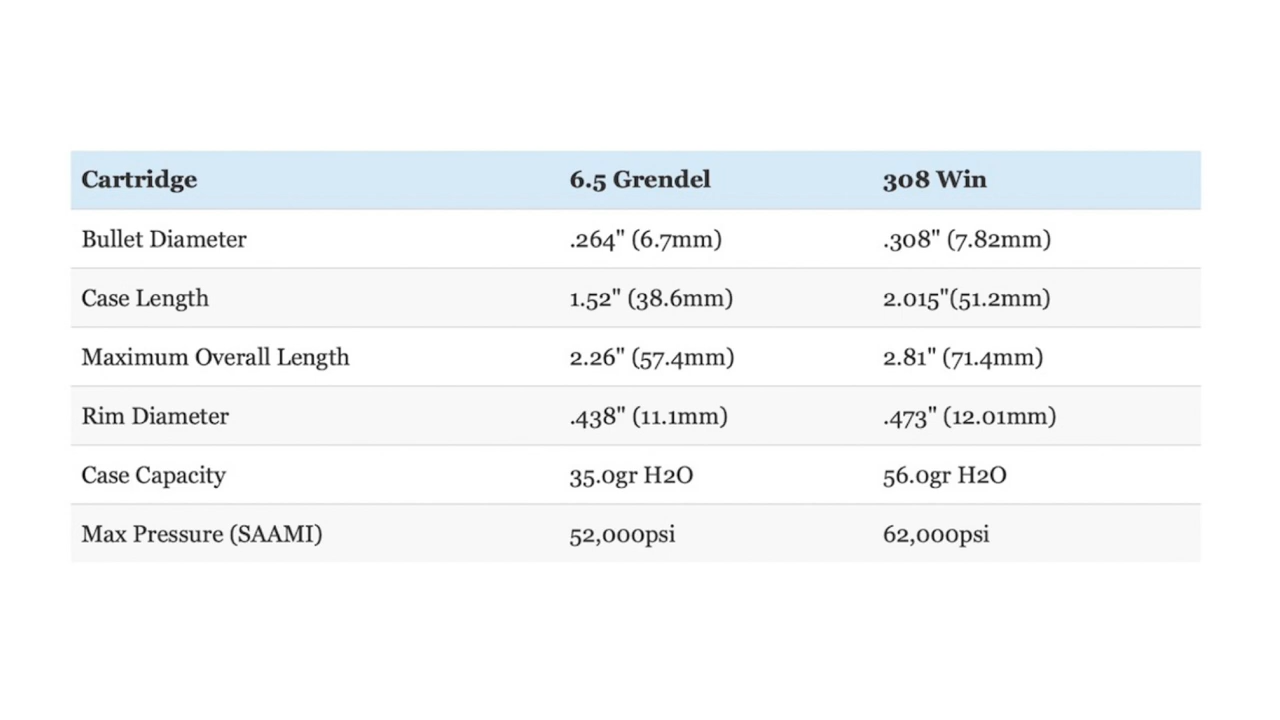 Cartridge 6.5 Grendel 308 Win
Bullet Diameter .264" (6.7mm) .308" (7.82mm)
Case Length 1.52" (38.6mm) 2.015"(51.2mm)
Maximum Overall Length 2.26" (57.4mm) 2.81" (71.4mm)
Rim Diameter .438" (11.1mm) .473" (12.01mm)
Case Capacity 35.0gr H2O 56.0gr H2O
Max Pressure (SAAMI) 52,000psi 62,000psi